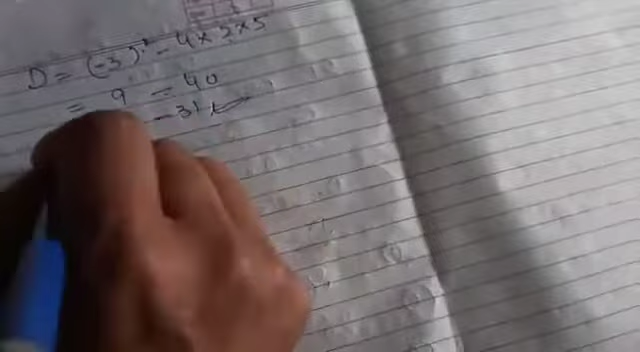 D = (-3)² - 4 × 2 × 5
= 9 - 40
- 31